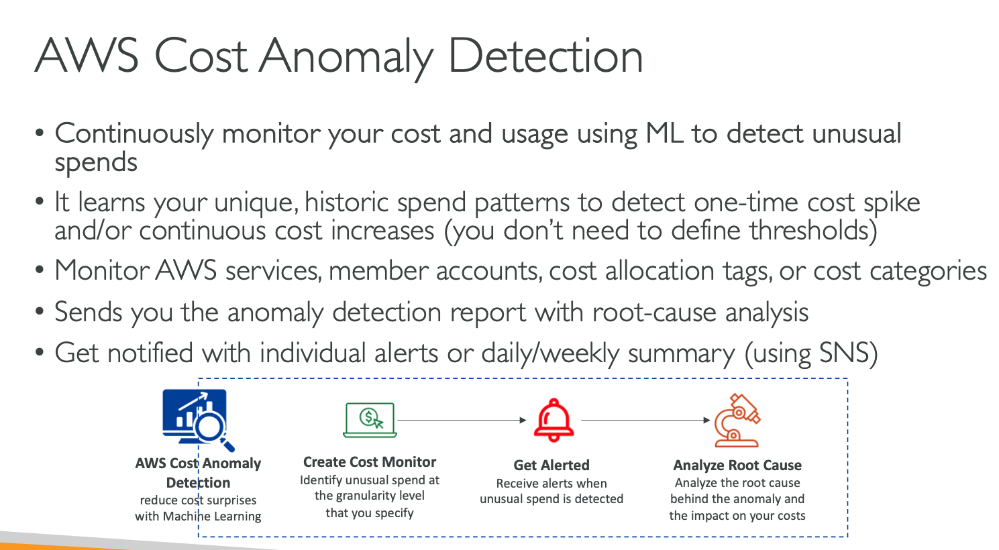 AWS Cost Anomaly Detection
• Continuously monitor your cost and usage using ML to detect unusual
spends
• It learns your unique, historic spend patterns to detect one-time cost spike
and/or continuous cost increases (you don’t need to define thresholds)
• Monitor AWS services, member accounts, cost allocation tags, or cost categories
• Sends you the anomaly detection report with root-cause analysis
• Get notified with individual alerts or daily/weekly summary (using SNS)
AWS Cost Anomaly
Detection
reduce cost surprises
with Machine Learning
Create Cost Monitor
Identify unusual spend at
the granularity level
that you specify
Get Alerted
Receive alerts when
unusual spend is detected
Analyze Root Cause
Analyze the root cause
behind the anomaly and
the impact on your costs